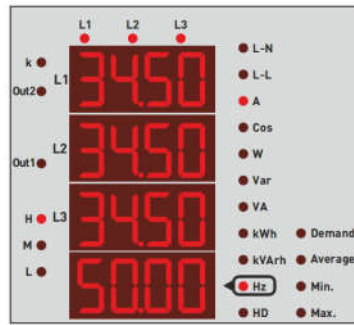 L1 L2 L3
k
Out2
L1
34.50
Out1
L2
34.50
H
L3
34.50
M
L
50.00
L-N
L-L
A
Cos
W
Var
VA
kWh
kVArh
Hz
HD
Demand
Average
Min.
Max.